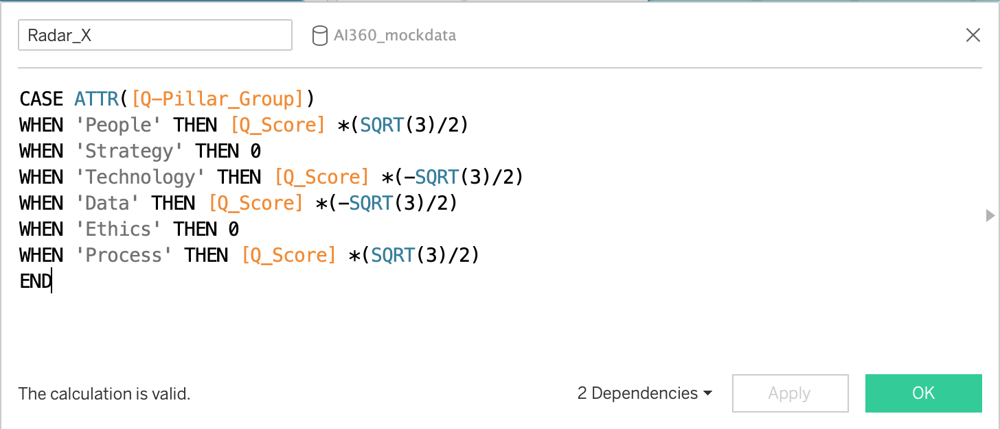 Radar_X AI360_mockdata
CASE ATTR([Q-Pillar_Group])
WHEN 'People' THEN [Q_Score] *(SQRT(3)/2)
WHEN 'Strategy' THEN 0
WHEN 'Technology' THEN [Q_Score] *(-SQRT(3)/2)
WHEN 'Data' THEN [Q_Score] *(-SQRT(3)/2)
WHEN 'Ethics' THEN 0
WHEN 'Process' THEN [Q_Score] *(SQRT(3)/2)
END
The calculation is valid. 2 Dependencies Apply OK